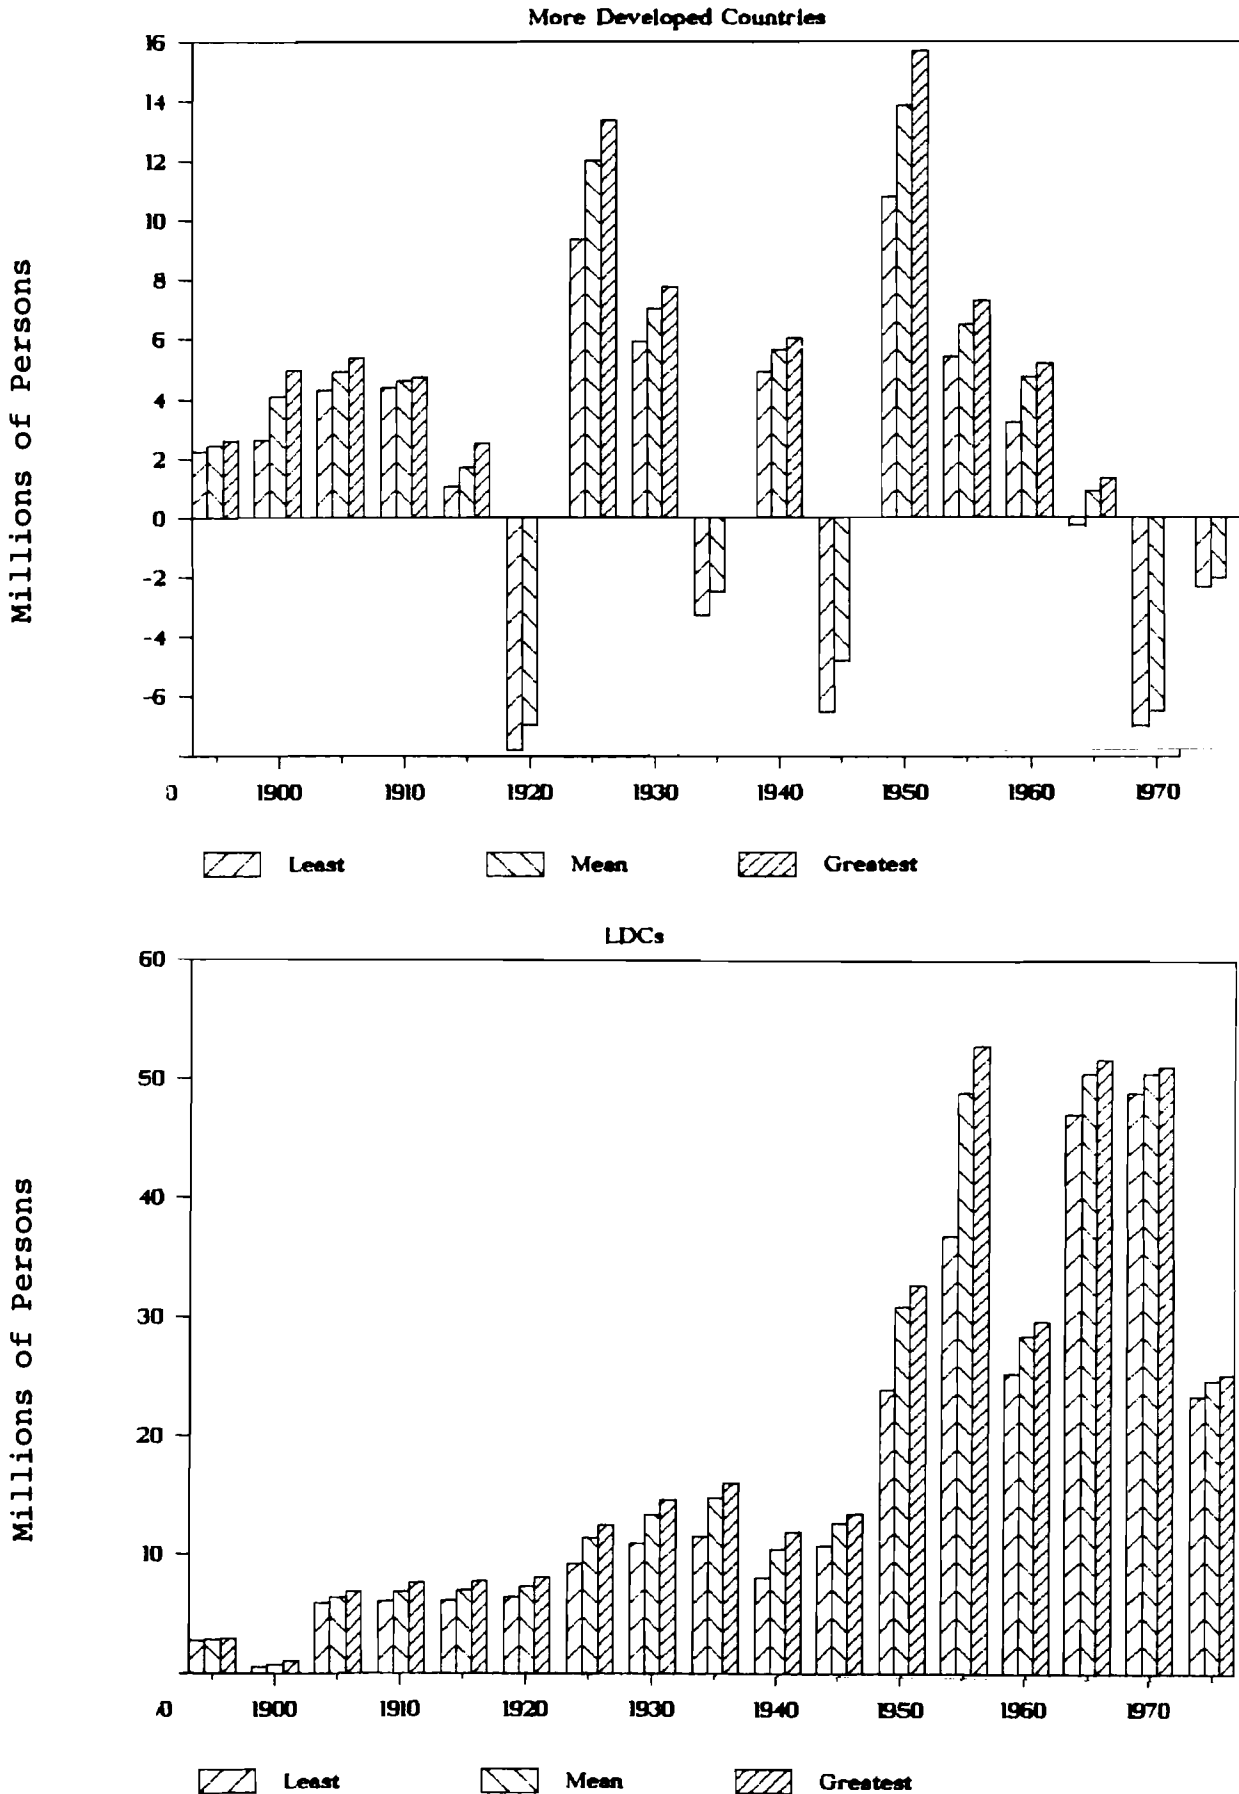 More Developed Countries
Millions of Persons
16
14
12
10
8
6
4
2
0
-2
-4
-6
0 1900 1910 1920 1930 1940 1950 1960 1970
Least Mean Greatest
LDCs
Millions of Persons
60
50
40
30
20
10
0 1900 1910 1920 1930 1940 1950 1960 1970
Least Mean Greatest